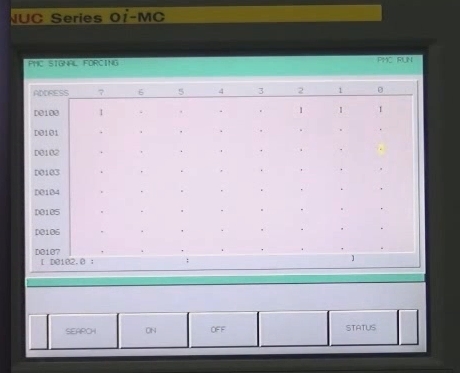 NUC Series 0i-MC
PMC SIGNAL FORCING PMC RUN
ADDRESS 7 6 5 4 3 2 1 0
D0100 1 . . . . 1 1 1
D0101 . . . . . . . .
D0102 . . . . . . . .
D0103 . . . . . . . .
D0104 . . . . . . . .
D0105 . . . . . . . .
D0106 . . . . . . . .
D0107 . . . . . . . .
[ D0102.0 : : ]
SEARCH ON OFF STATUS